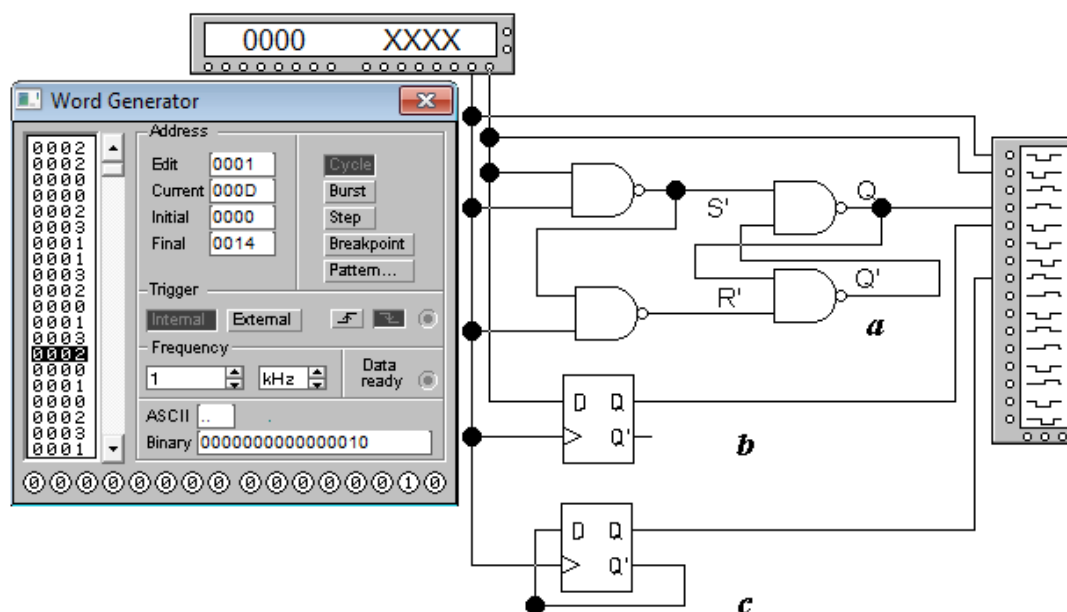 0000 XXXX
Word Generator
0002
0002
0000
0000
0002
0003
0001
0001
0003
0002
0000
0001
0003
0002
0000
0001
0000
0002
0003
0001
Address
Edit 0001
Current 000D
Initial 0000
Final 0014
Cycle
Burst
Step
Breakpoint
Pattern...
Trigger
Internal External
Frequency
1 kHz
Data
ready
ASCII ..
.
Binary 0000000000000010
0 0 0 0 0 0 0 0 0 0 0 0 0 0 1 0
S' Q
R' Q'
a
D Q
Q'
b
D Q
Q'
c